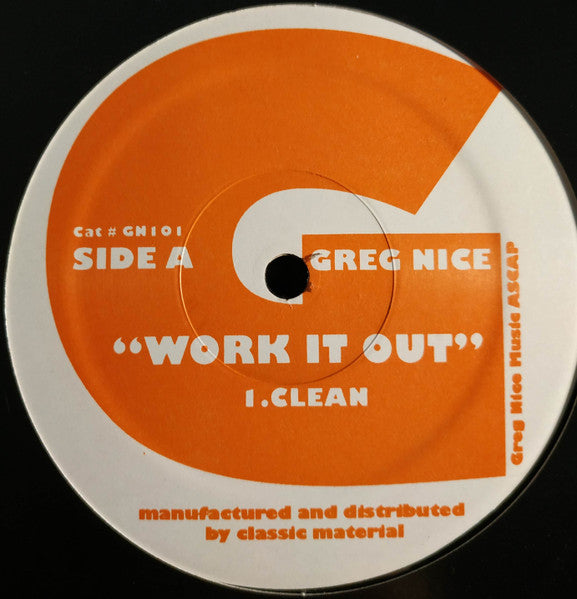 Cat # GN101
SIDE A
GREG NICE
“WORK IT OUT”
1.CLEAN
Greg Nice Music ASCAP
manufactured and distributed
by classic material